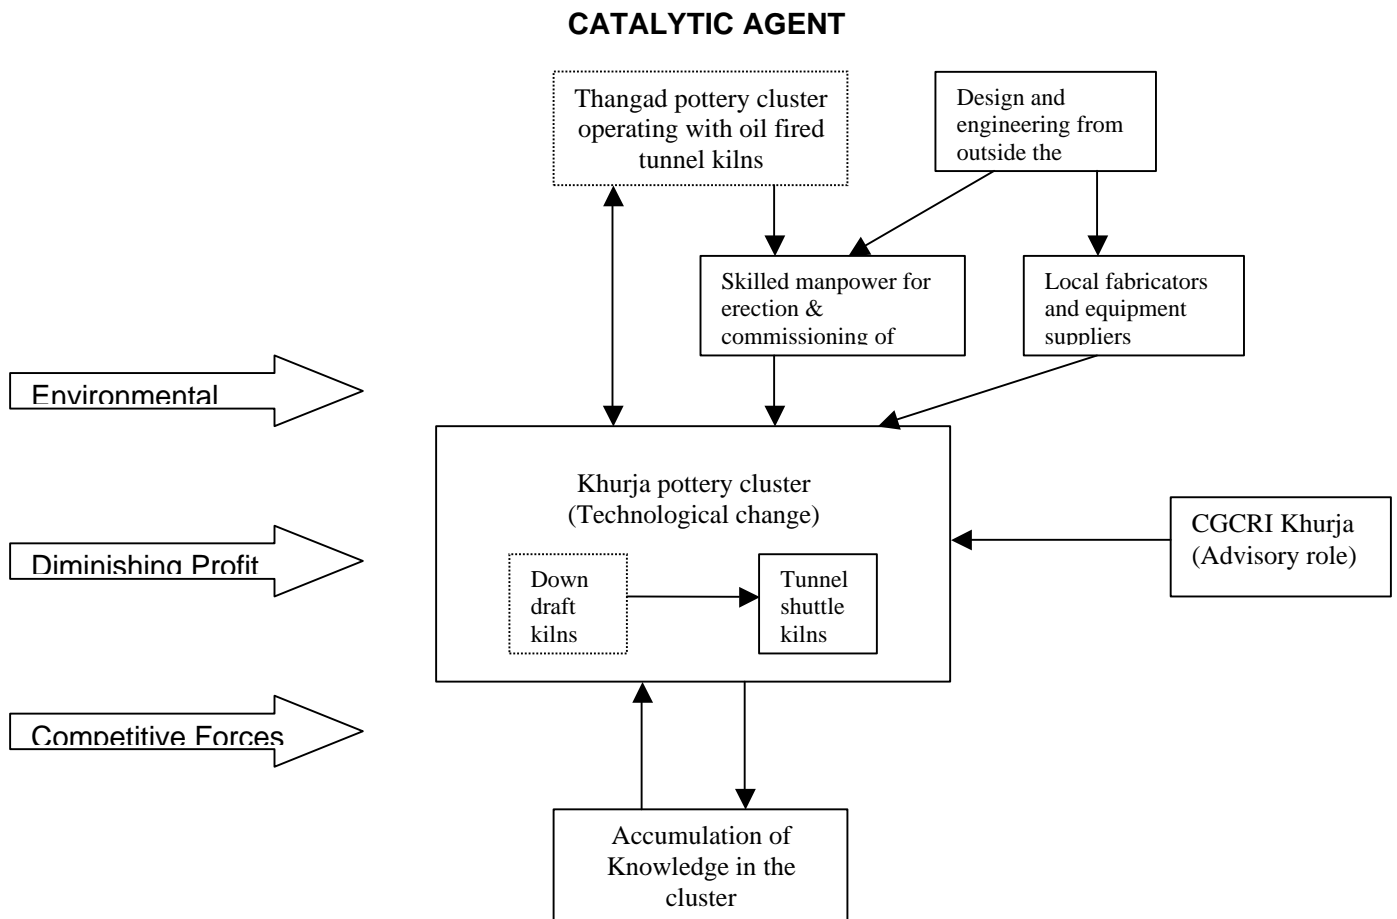 CATALYTIC AGENT
Thangad pottery cluster
operating with oil fired
tunnel kilns
Design and
engineering from
outside the
Skilled manpower for
erection &
commissioning of
Local fabricators
and equipment
suppliers
Environmental
Khurja pottery cluster
(Technological change)
CGCRI Khurja
(Advisory role)
Diminishing Profit
Down
draft
kilns
Tunnel
shuttle
kilns
Competitive Forces
Accumulation of
Knowledge in the
cluster